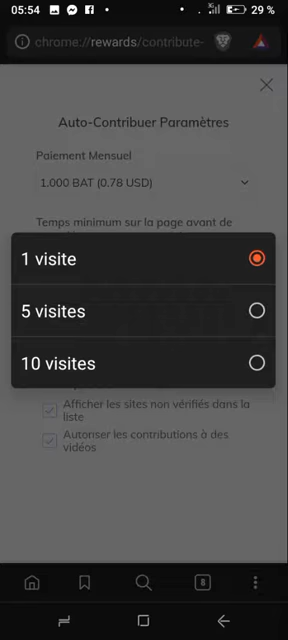 05:54
29 %
chrome://rewards/contribute-
Auto-Contribuer Paramètres
Paiement Mensuel
1.000 BAT (0.78 USD)
Temps minimum sur la page avant de
1 visite
5 visites
10 visites
Afficher les sites non vérifiés dans la
liste
Autoriser les contributions à des
vidéos
8